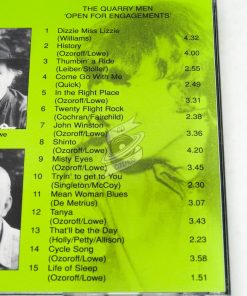 THE QUARRY MEN
'OPEN FOR ENGAGEMENTS'
1 Dizzie Miss Lizzie
(Williams) 4.32
2 History
(Ozoroff/Lowe) 4.00
3 Thumbin' a Ride
(Leiber/Stoller) 2.55
4 Come Go With Me
(Quick) 2.49
5 In the Right Place
(Ozoroff/Lowe) 3.31
6 Twenty Flight Rock
(Cochran/Fairchild) 2.38
7 John Winston
(Ozoroff/Lowe) 3.36
8 Shinto
(Ozoroff/Lowe) 4.20
9 Misty Eyes
(Ozoroff/Lowe) 3.45
10 Tryin' to get to You
(Singleton/McCoy) 2.30
11 Mean Woman Blues
(De Metrius) 3.07
12 Tanya
(Ozoroff/Lowe) 3.43
13 That'll be the Day
(Holly/Petty/Allison) 2.23
14 Cycle Song
(Ozoroff/Lowe) 3.58
15 Life of Sleep
(Ozoroff/Lowe) 1.51